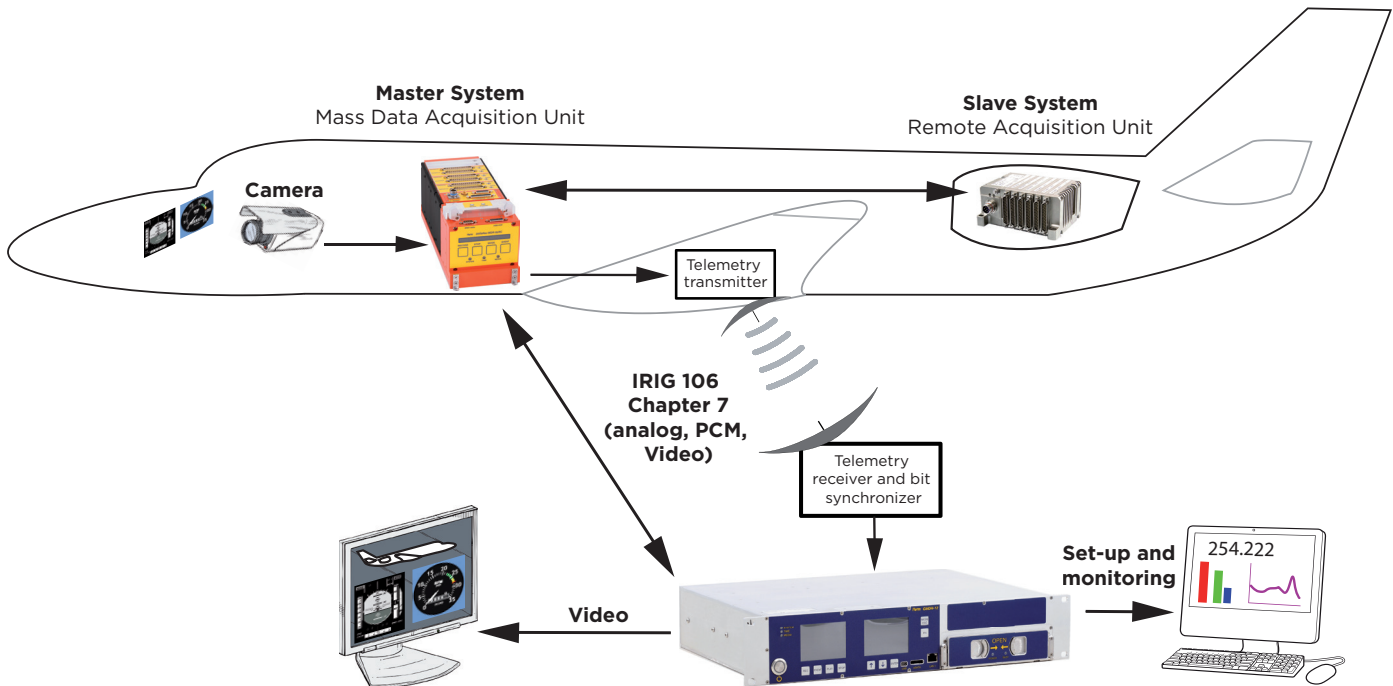 Master System
Mass Data Acquisition Unit
Slave System
Remote Acquisition Unit
Camera
Telemetry
transmitter
IRIG 106
Chapter 7
(analog, PCM,
Video)
Telemetry
receiver and bit
synchronizer
254.222
Set-up and
monitoring
Video
OPEN